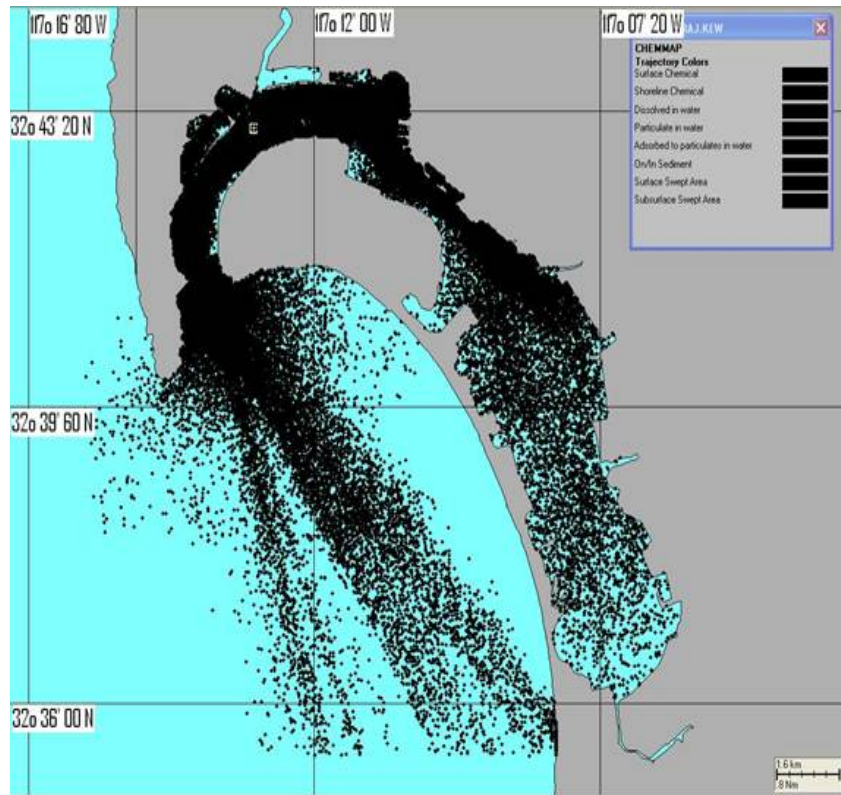 117o 16' 80 W
117o 12' 00 W
117o 07' 20 W
RAJ.KEW
CHEMMAP
Trajectory Colors
Surface Chemical
Shoreline Chemical
Dissolved in water
Particulate in water
Adsorbed to particulates in water
On/In Sediment
Surface Swept Area
Subsurface Swept Area
32o 43' 20 N
32o 39' 60 N
32o 36' 00 N
1.6 km
.8 Nm